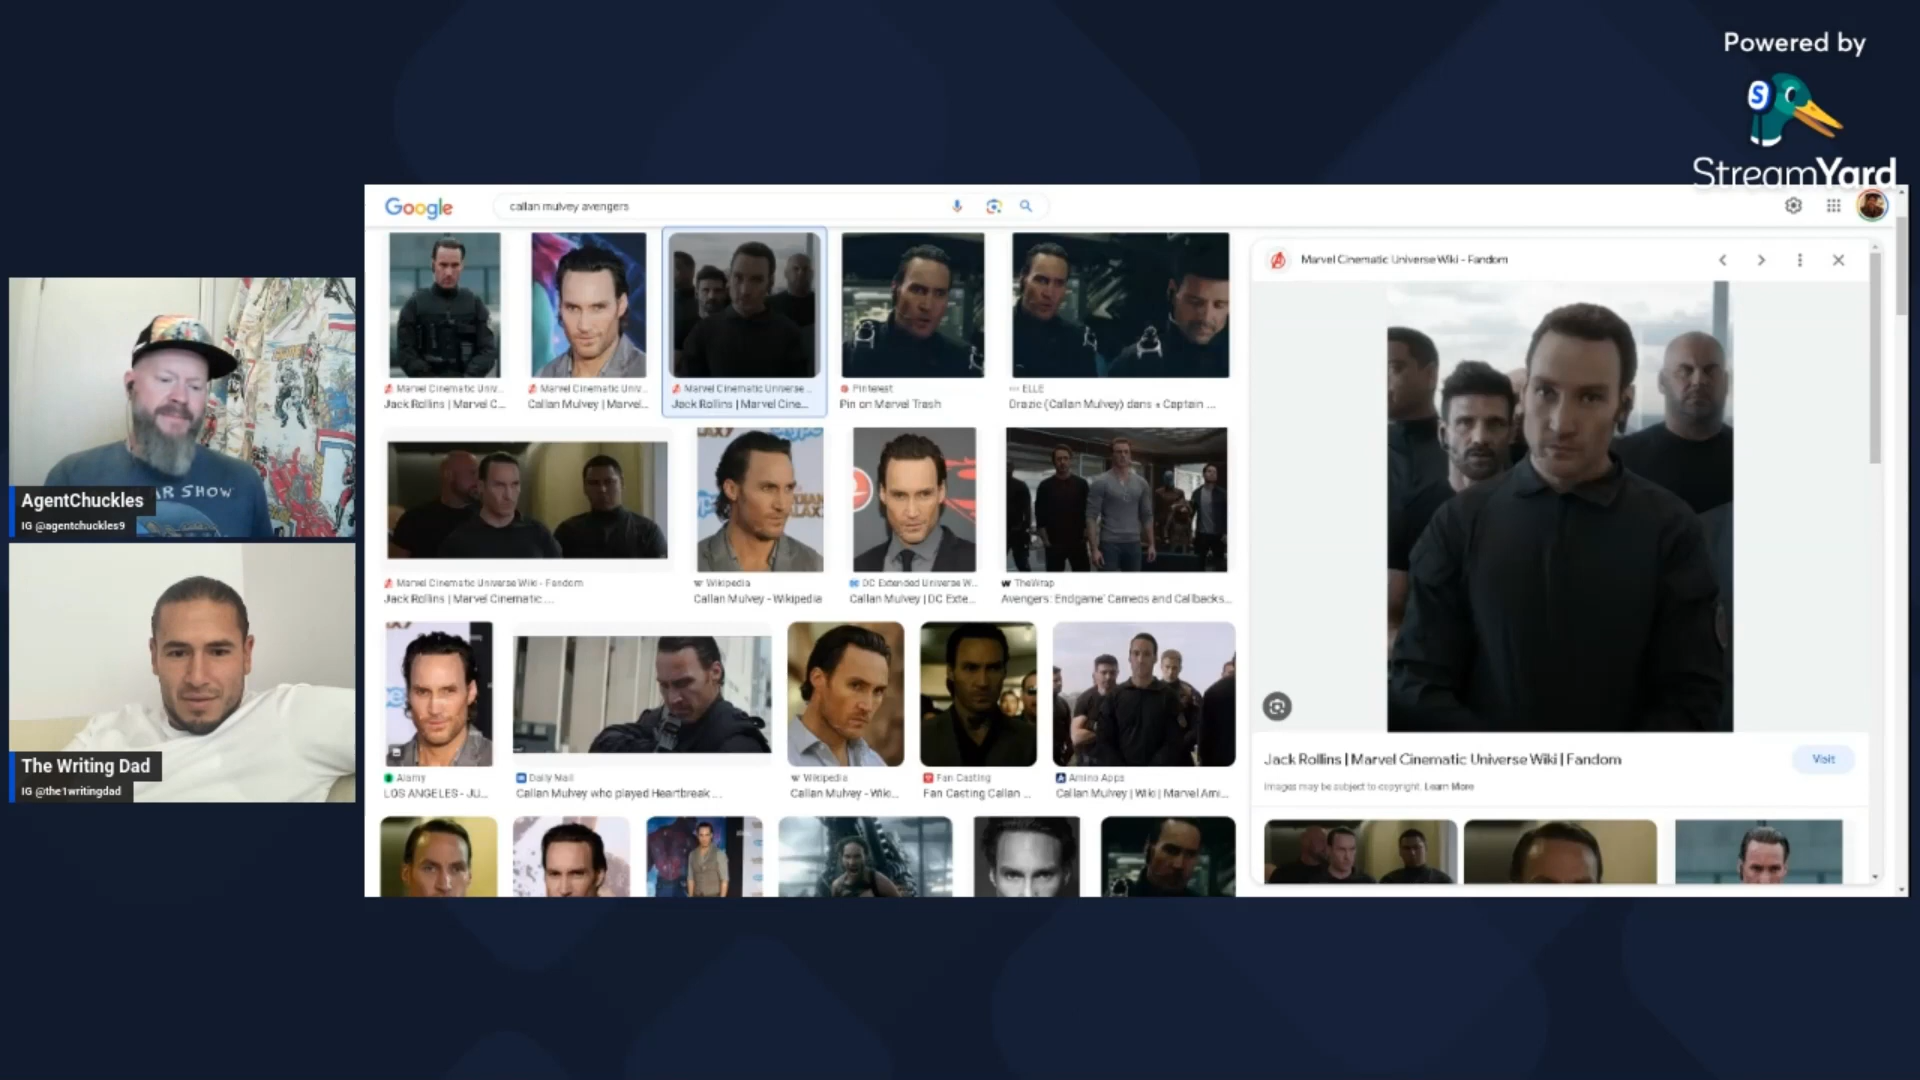 Powered by
StreamYard
Google
callan mulvey avengers
Marvel Cinematic Univ...
Jack Rollins | Marvel C...
Marvel Cinematic Univ...
Callan Mulvey | Marvel...
Marvel Cinematic Universe ...
Jack Rollins | Marvel Cine...
Pinterest
Pin on Marvel Trash
ELLE
Drazic (Callan Mulvey) dans « Captain ...
Marvel Cinematic Universe Wiki - Fandom
Jack Rollins | Marvel Cinematic ...
Wikipedia
Callan Mulvey - Wikipedia
DC Extended Universe W...
Callan Mulvey | DC Exte...
TheWrap
Avengers: Endgame' Cameos and Callbacks...
Alamy
LOS ANGELES - JU...
Daily Mail
Callan Mulvey who played Heartbreak ...
Wikipedia
Callan Mulvey - Wiki...
Fan Casting
Fan Casting Callan ...
Amino Apps
Callan Mulvey | Wiki | Marvel Ami...
Marvel Cinematic Universe Wiki - Fandom
Jack Rollins | Marvel Cinematic Universe Wiki | Fandom
Visit
Images may be subject to copyright. Learn More
AR SHOW
AgentChuckles
IG @agentchuckles9
The Writing Dad
IG @the1writingdad